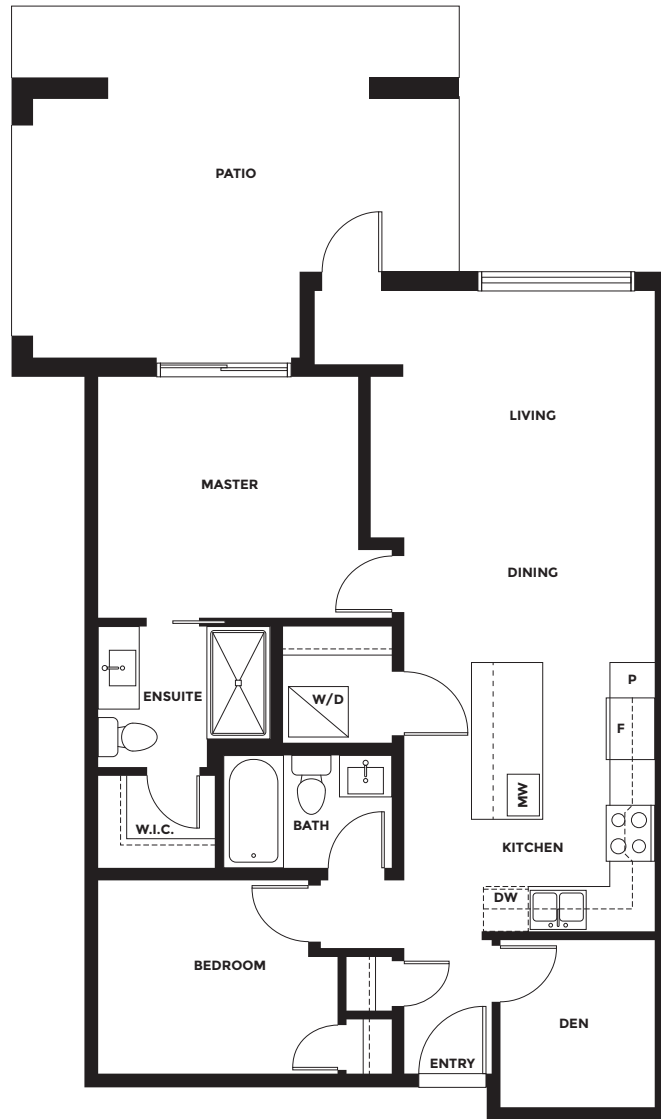 PATIO
LIVING
MASTER
DINING
ENSUITE
W/D
P
F
MW
W.I.C.
BATH
KITCHEN
DW
BEDROOM
DEN
ENTRY